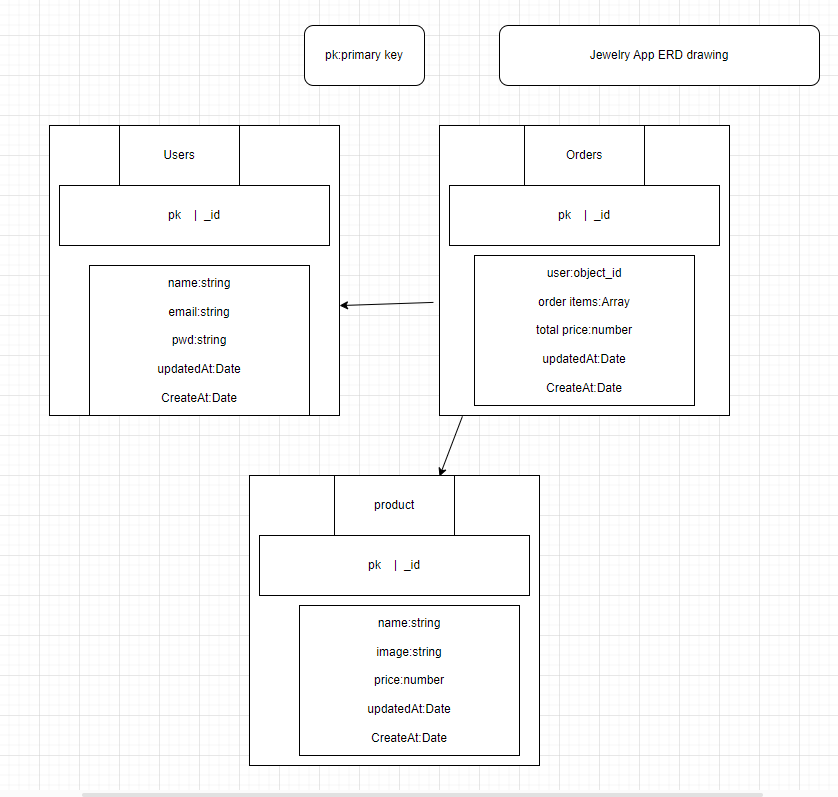 pk:primary key
Jewelry App ERD drawing
Users
pk | _id
name:string
email:string
pwd:string
updatedAt:Date
CreateAt:Date
Orders
pk | _id
user:object_id
order items:Array
total price:number
updatedAt:Date
CreateAt:Date
product
pk | _id
name:string
image:string
price:number
updatedAt:Date
CreateAt:Date